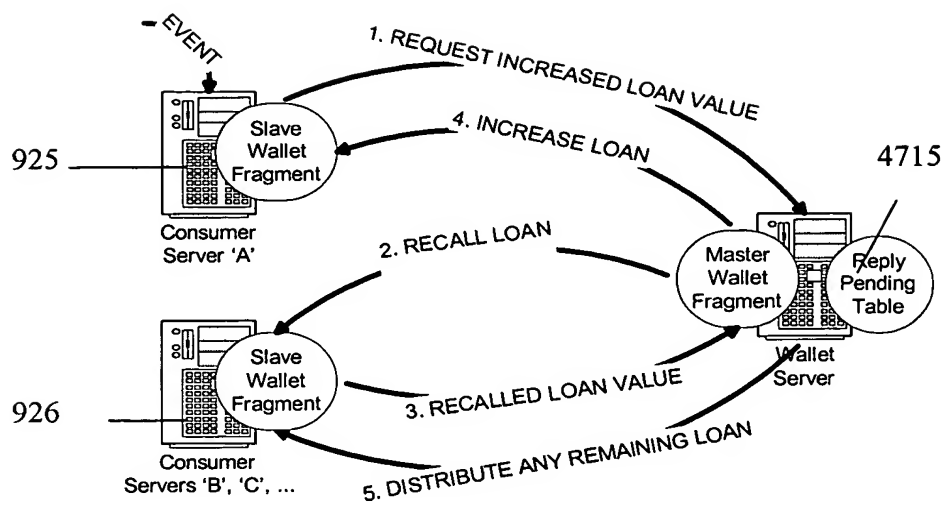 EVENT
1. REQUEST INCREASED LOAN VALUE
Slave
Wallet
Fragment
4. INCREASE LOAN
925
4715
Consumer
Server 'A'
2. RECALL LOAN
Master
Wallet
Fragment
Reply
Pending
Table
Wallet
Server
Slave
Wallet
Fragment
3. RECALLED LOAN VALUE
926
Consumer
Servers 'B', 'C', ...
5. DISTRIBUTE ANY REMAINING LOAN